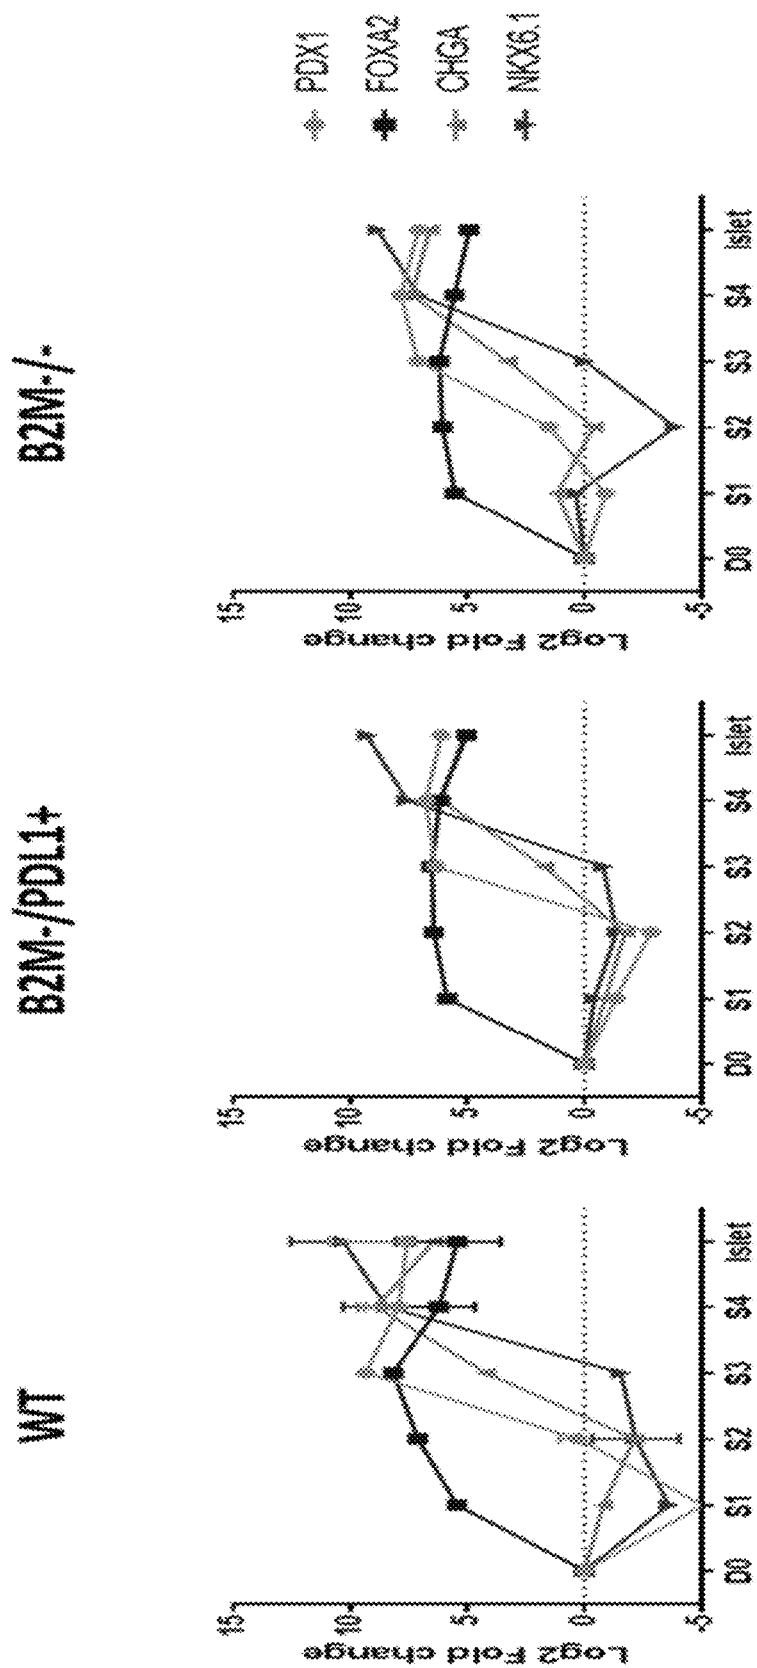 WT
Log2 Fold change
15
10
5
0
-5
D0
S1
S2
S3
S4
Islet
B2M-/PDL1+
Log2 Fold change
15
10
5
0
-5
D0
S1
S2
S3
S4
Islet
B2M-/-
Log2 Fold change
15
10
5
0
-5
D0
S1
S2
S3
S4
Islet
PDX1
FOXA2
CHGA
NKX6.1